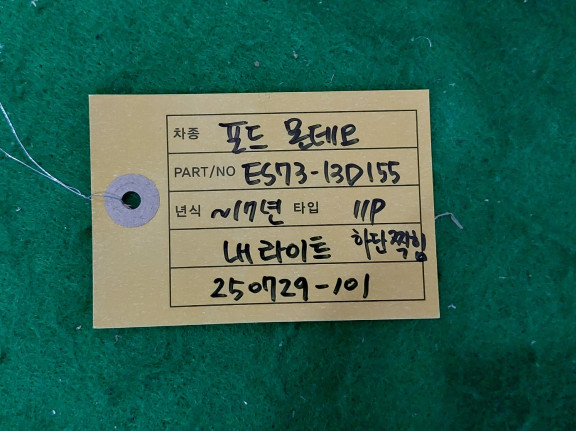 차종 포드 몬데오
PART/NO ES73-13D155
년식 ~17년 타입 11P
내라이트 하단찍힘
250729-101